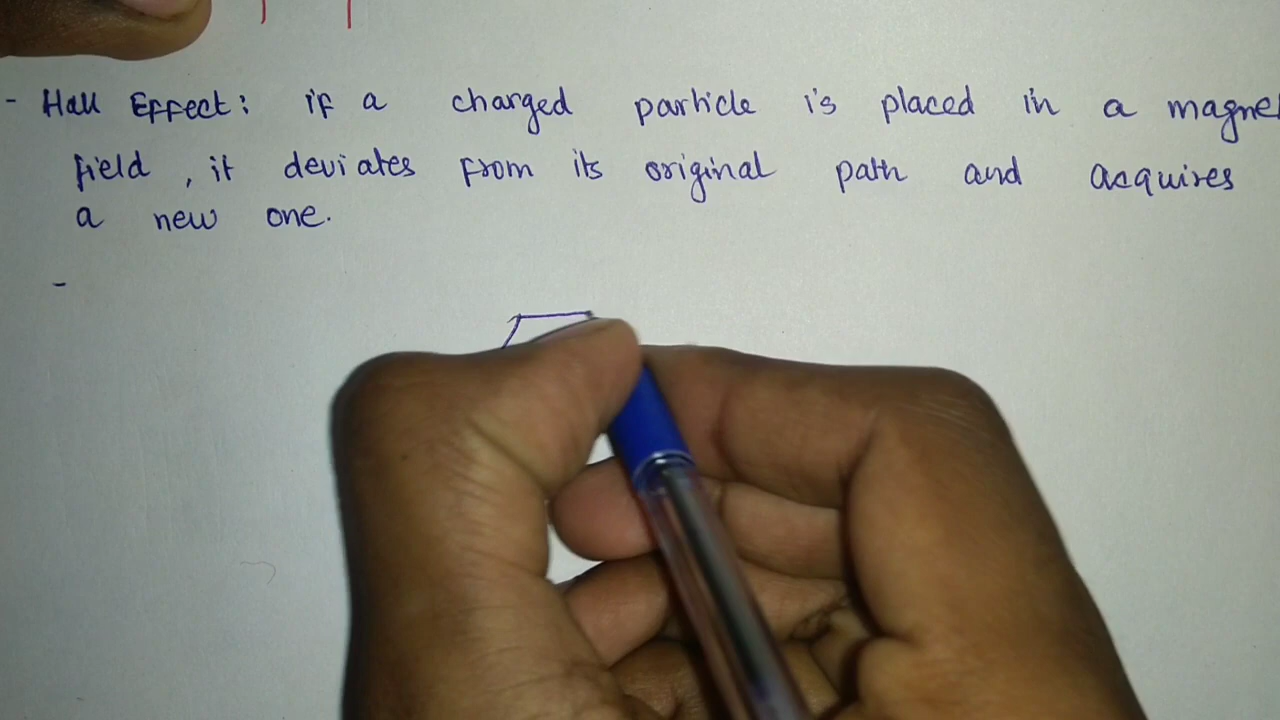 - Hall Effect: if a charged particle is placed in a magne
field, it deviates from its original path and acquires
a new one.
-